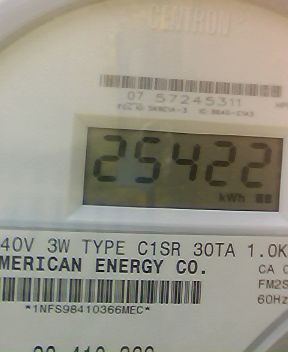 CENTRON
07 57245311
25422
kWh
40V 3W TYPE C1SR 30TA 1.0K
MERICAN ENERGY CO.
CA 0
FM2S
60Hz
*1NFS98410366MEC*